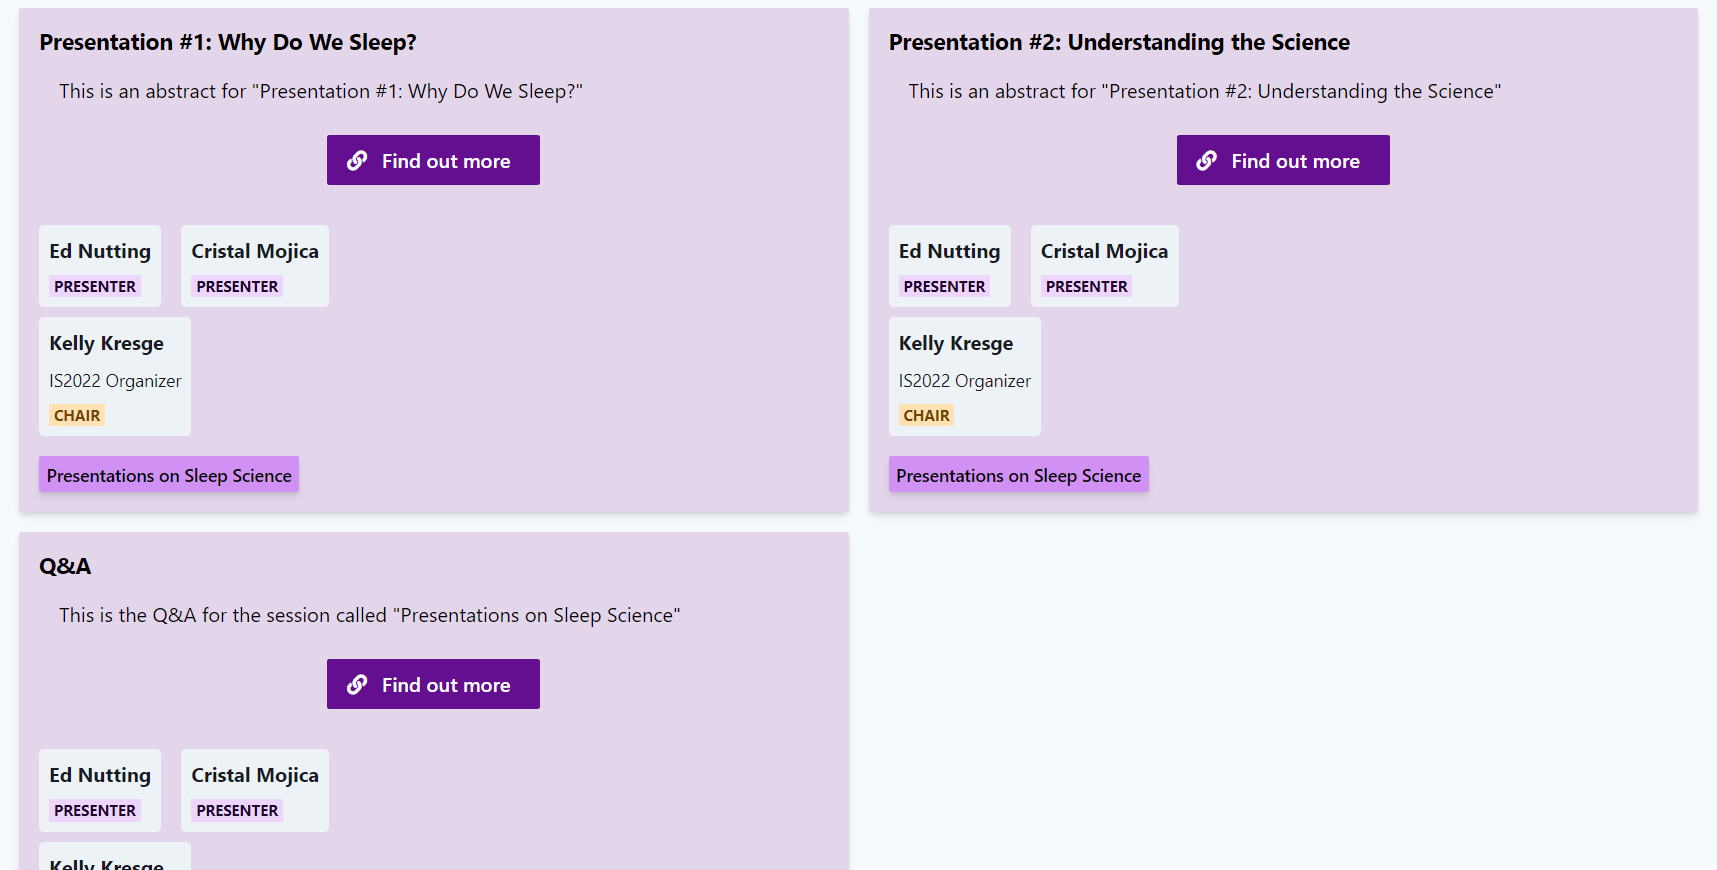 Presentation #1: Why Do We Sleep?
This is an abstract for "Presentation #1: Why Do We Sleep?"
Find out more
Ed Nutting
PRESENTER
Cristal Mojica
PRESENTER
Kelly Kresge
IS2022 Organizer
CHAIR
Presentations on Sleep Science
Presentation #2: Understanding the Science
This is an abstract for "Presentation #2: Understanding the Science"
Find out more
Ed Nutting
PRESENTER
Cristal Mojica
PRESENTER
Kelly Kresge
IS2022 Organizer
CHAIR
Presentations on Sleep Science
Q&A
This is the Q&A for the session called "Presentations on Sleep Science"
Find out more
Ed Nutting
PRESENTER
Cristal Mojica
PRESENTER
Kelly Kresge